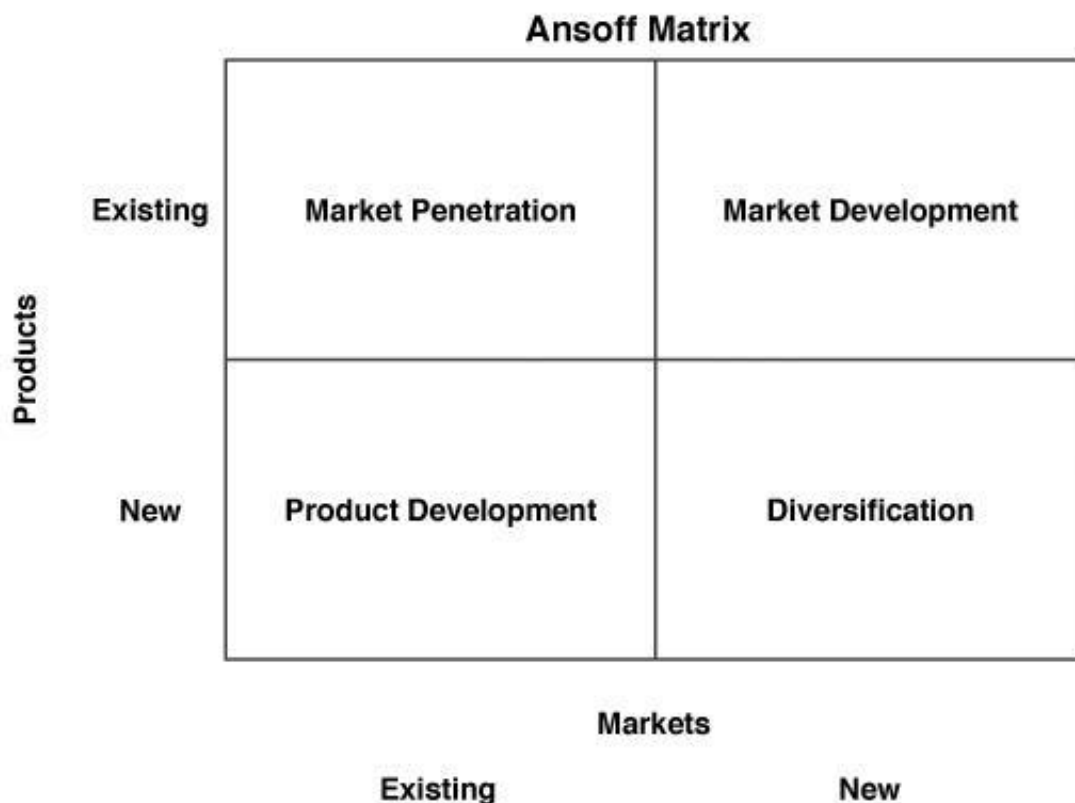 Ansoff Matrix
Existing
Market Penetration
Market Development
Products
New
Product Development
Diversification
Markets
Existing
New